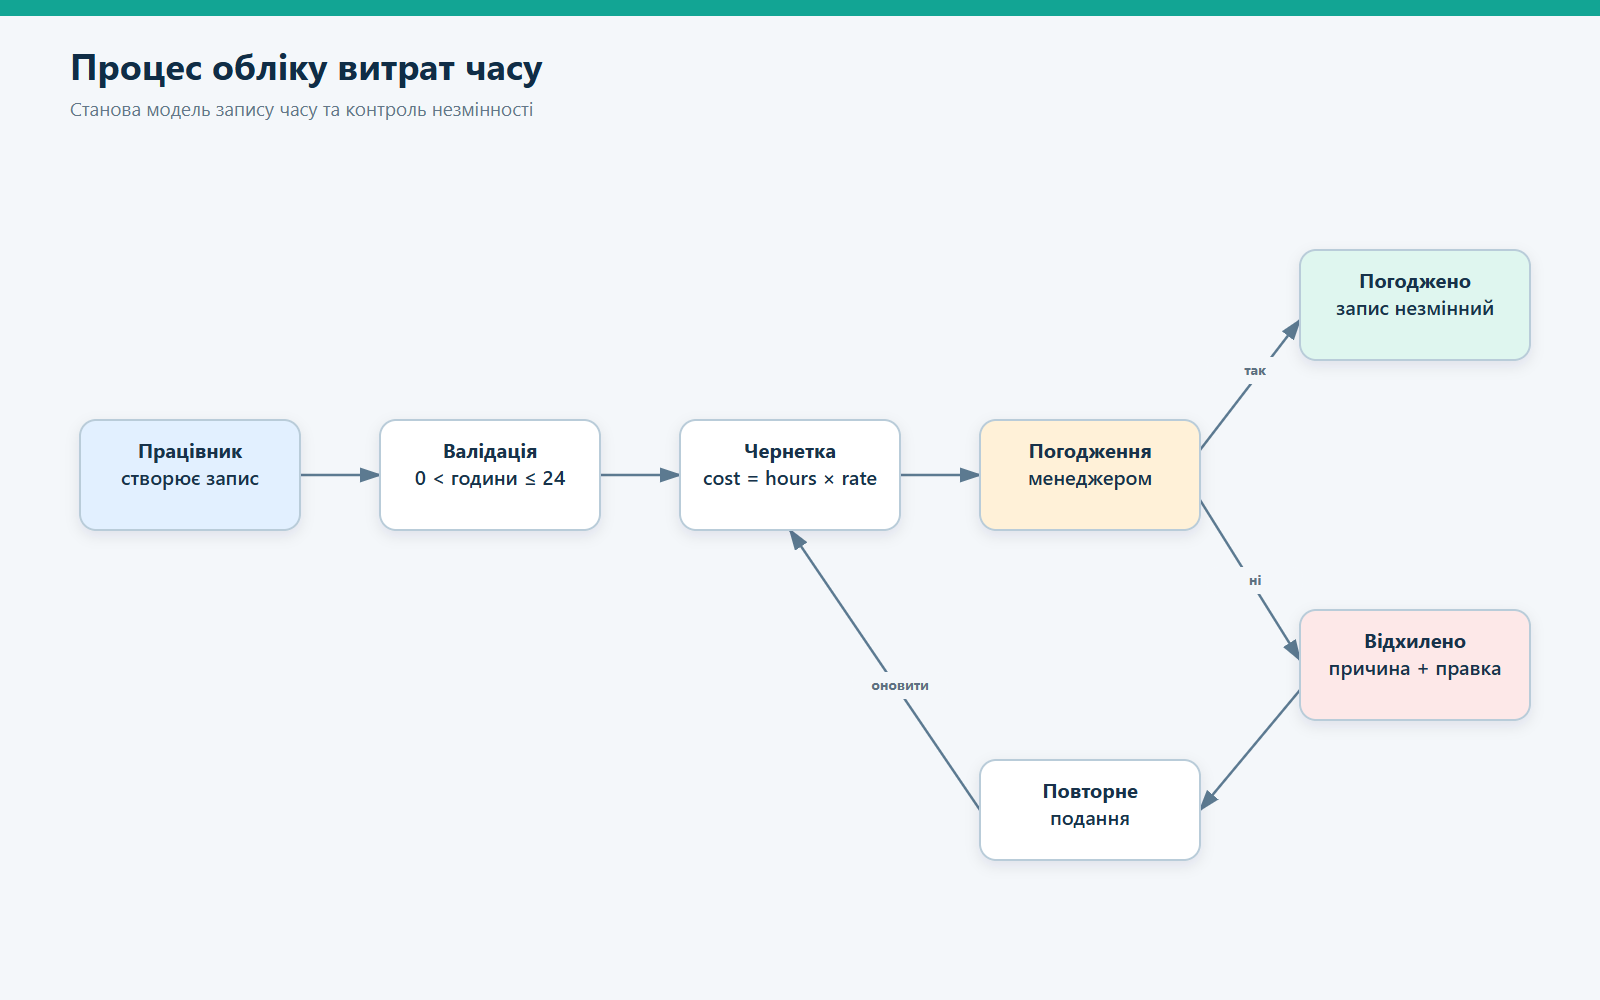 Процес обліку витрат часу
Станова модель запису часу та контроль незмінності
Погоджено
запис незмінний
так
Працівник
створює запис
Валідація
0 < години ≤ 24
Чернетка
cost = hours × rate
Погодження
менеджером
ні
Відхилено
причина + правка
оновити
Повторне
подання